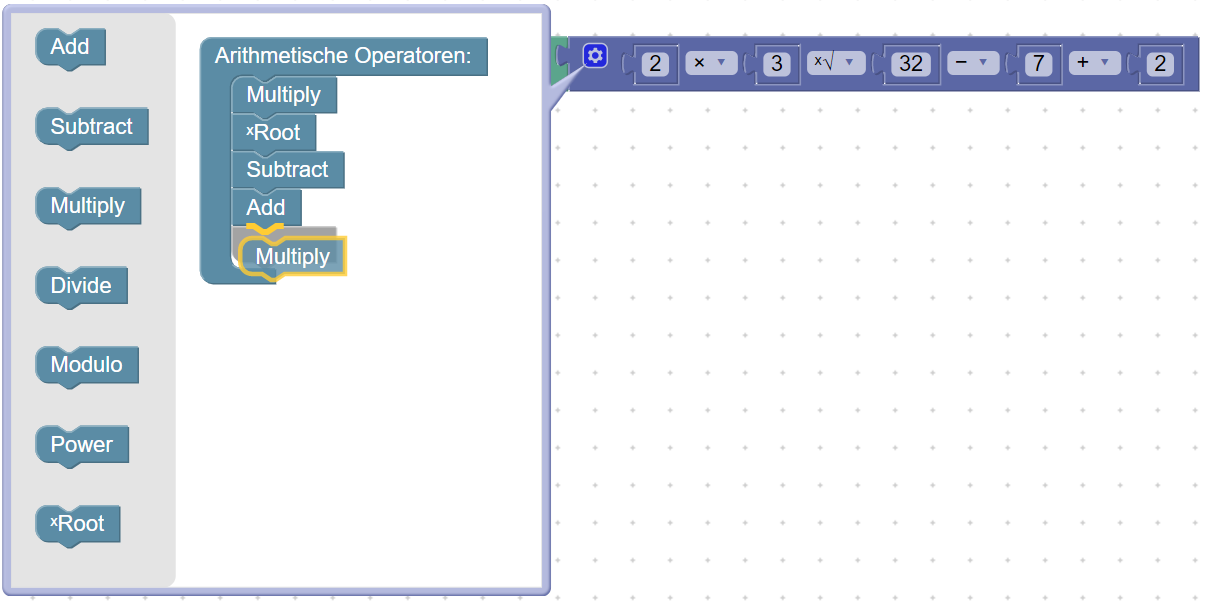 Add
Subtract
Multiply
Divide
Modulo
Power
ˣRoot
Arithmetische Operatoren:
Multiply
ˣRoot
Subtract
Add
Multiply
2 × 3 ˣ√ 32 − 7 + 2